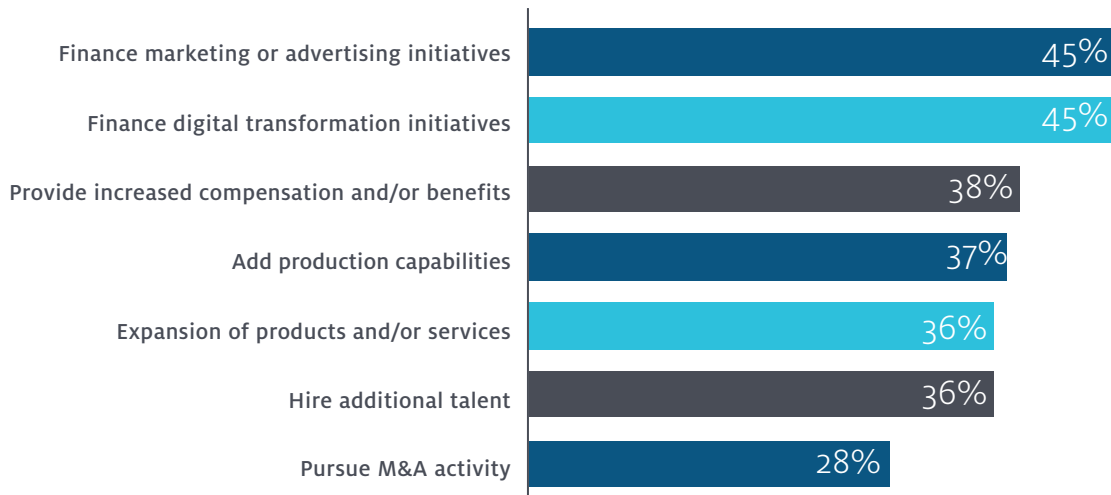 Finance marketing or advertising initiatives 45%
Finance digital transformation initiatives 45%
Provide increased compensation and/or benefits 38%
Add production capabilities 37%
Expansion of products and/or services 36%
Hire additional talent 36%
Pursue M&A activity 28%